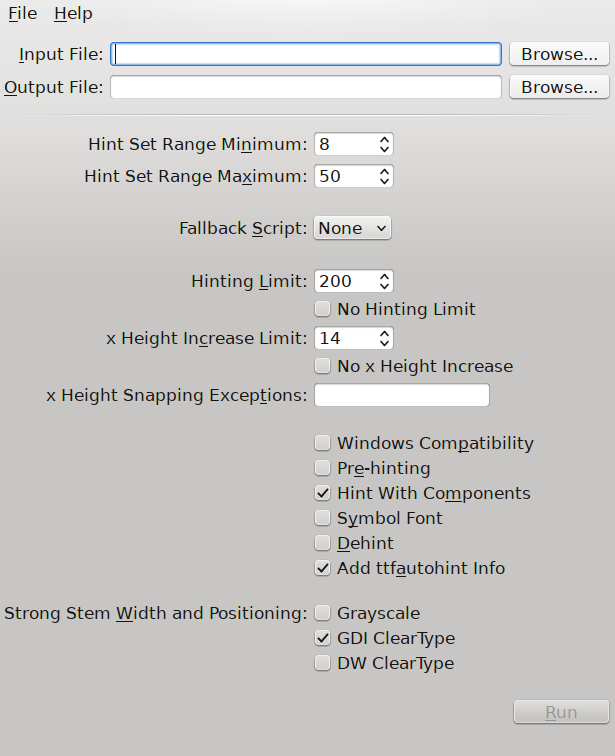 File Help
Input File: Browse...
Output File: Browse...
Hint Set Range Minimum: 8
Hint Set Range Maximum: 50
Fallback Script: None
Hinting Limit: 200
No Hinting Limit
x Height Increase Limit: 14
No x Height Increase
x Height Snapping Exceptions:
Windows Compatibility
Pre-hinting
Hint With Components
Symbol Font
Dehint
Add ttfautohint Info
Strong Stem Width and Positioning: Grayscale
GDI ClearType
DW ClearType
Run